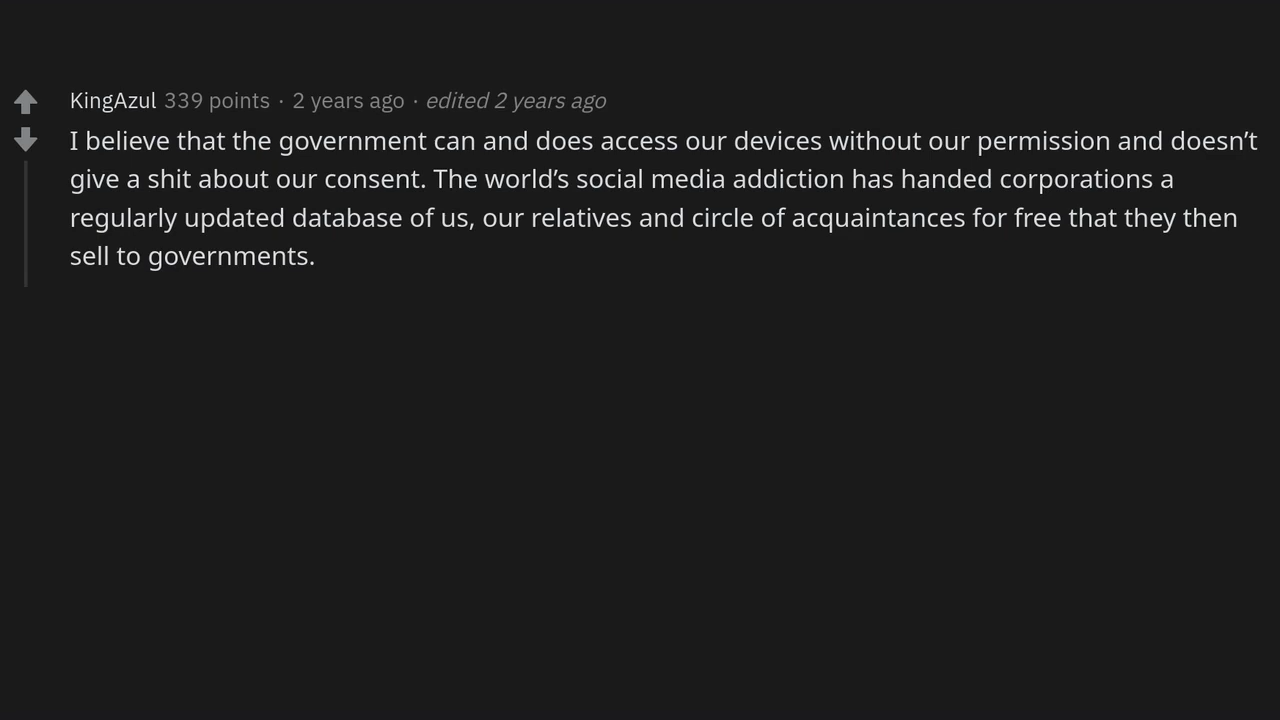 KingAzul 339 points · 2 years ago · edited 2 years ago
I believe that the government can and does access our devices without our permission and doesn’t
give a shit about our consent. The world’s social media addiction has handed corporations a
regularly updated database of us, our relatives and circle of acquaintances for free that they then
sell to governments.